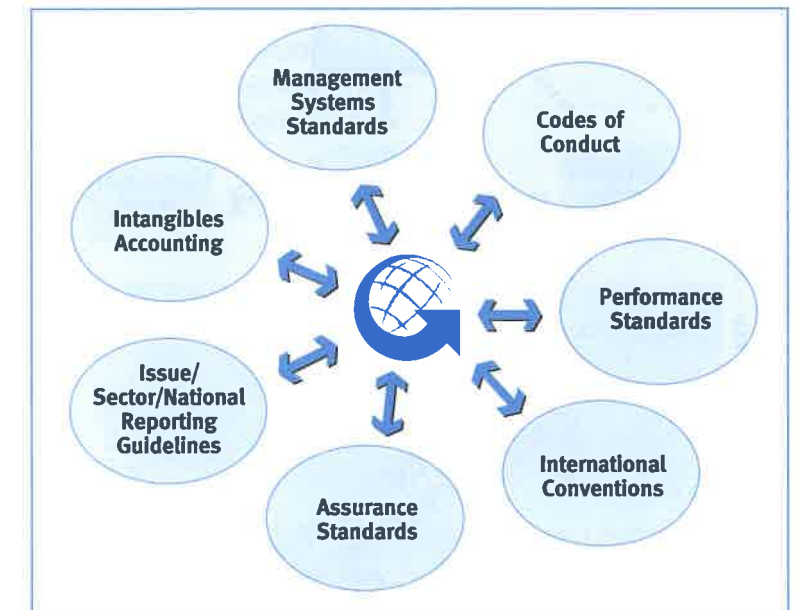 Management
Systems
Standards
Codes of
Conduct
Intangibles
Accounting
Performance
Standards
Issue/
Sector/National
Reporting
Guidelines
International
Conventions
Assurance
Standards